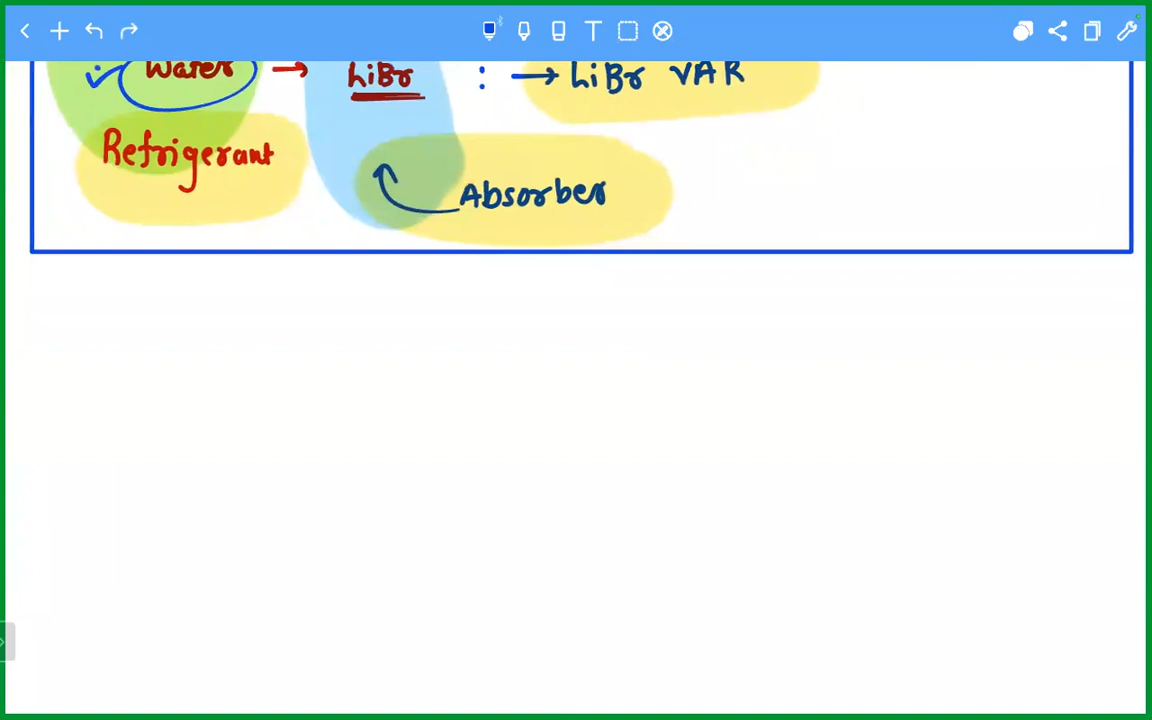 Water → LiBr : → LiBr VAR
Refrigerant
Absorber